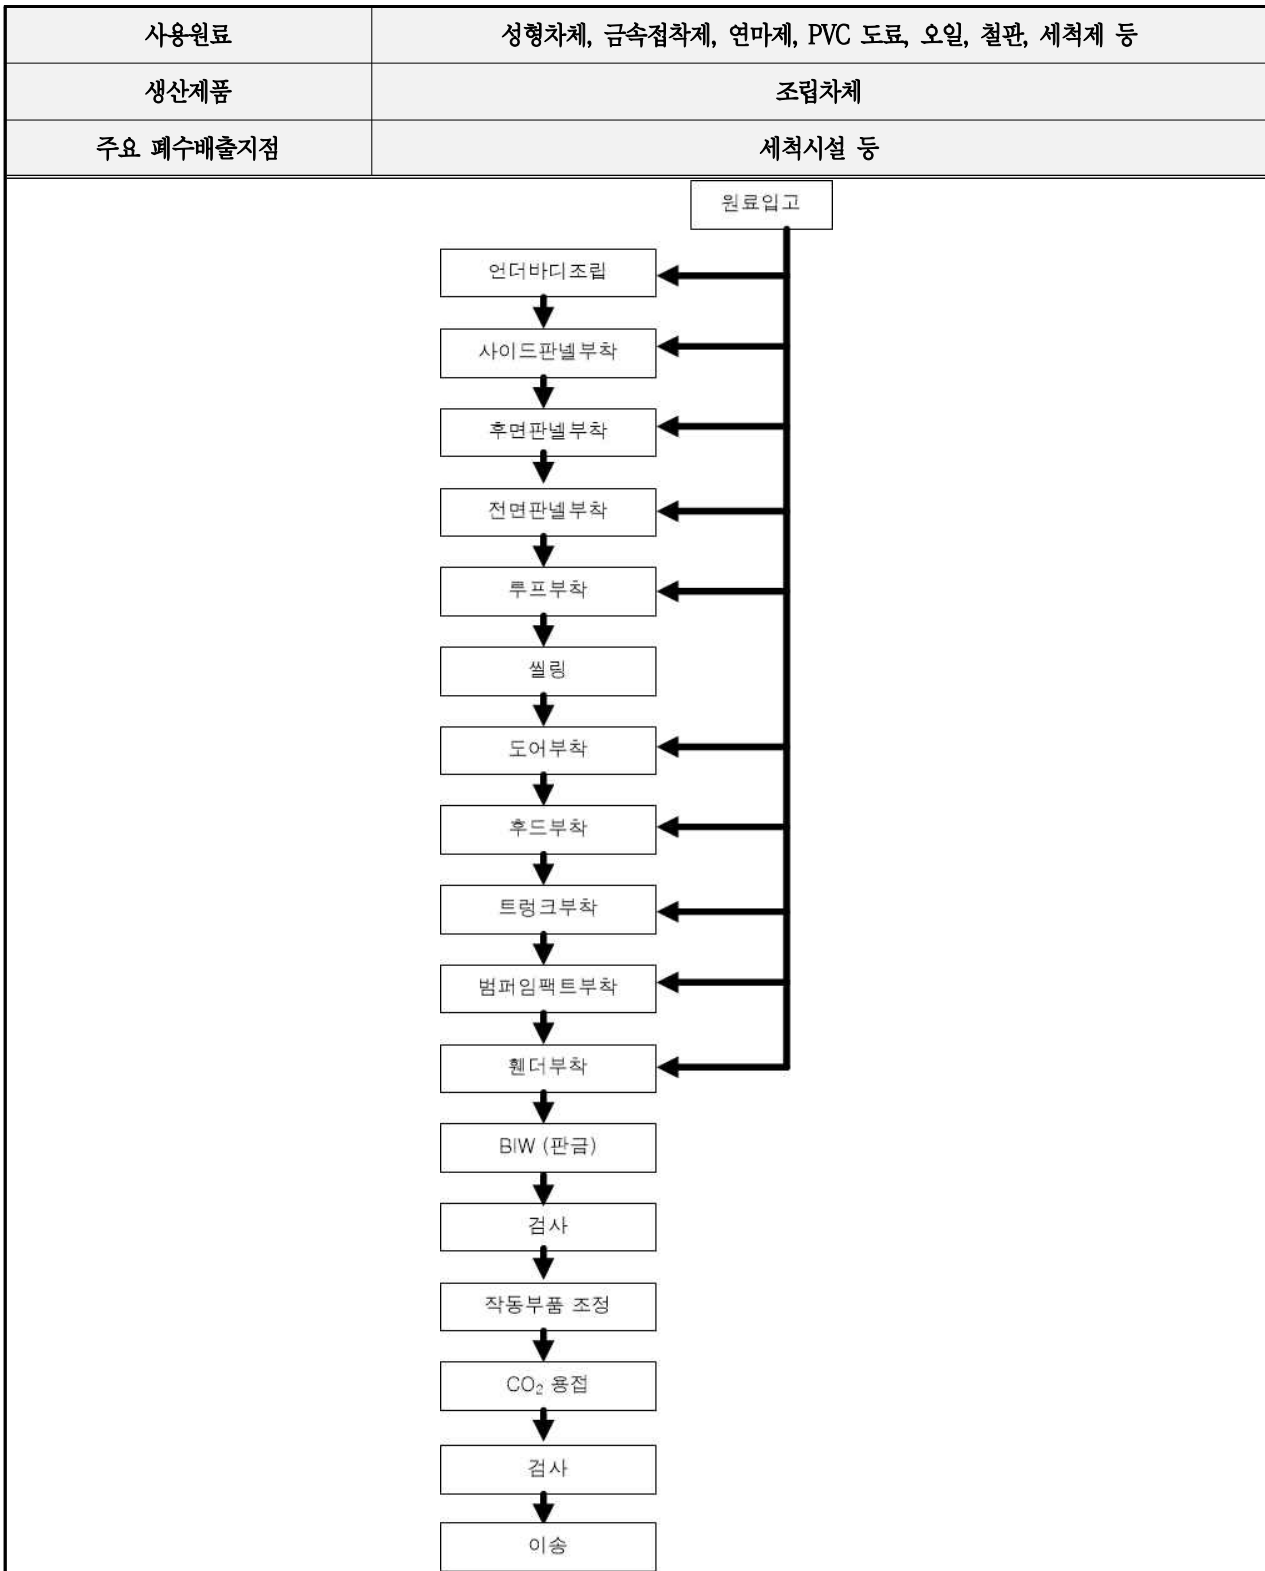 사용원료 성형차체, 금속접착제, 연마제, PVC 도료, 오일, 철판, 세척제 등
생산제품 조립차체
주요 폐수배출지점 세척시설 등
원료입고
언더바디조립
사이드판넬부착
후면판넬부착
전면판넬부착
루프부착
씰링
도어부착
후드부착
트렁크부착
범퍼임팩트부착
휀더부착
BIW (판금)
검사
작동부품 조정
CO₂ 용접
검사
이송